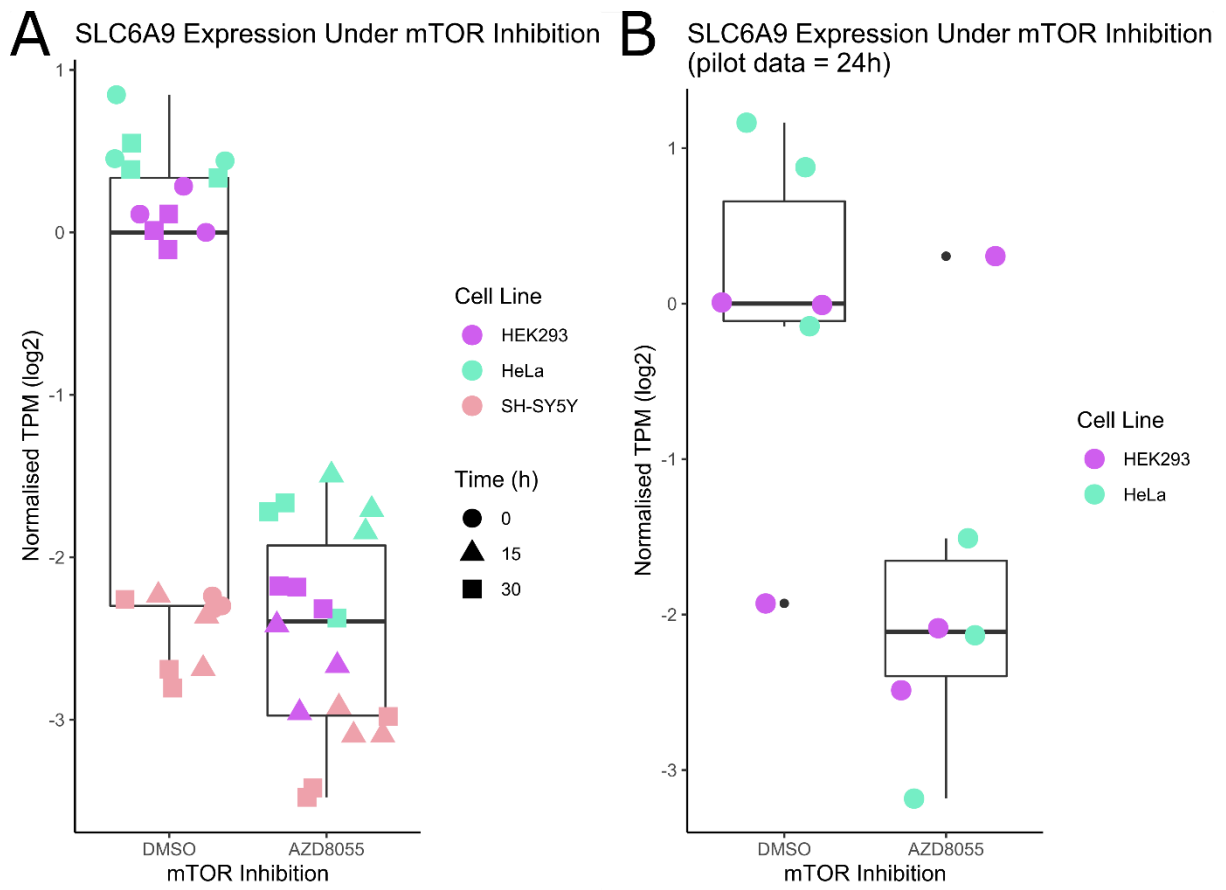 A
SLC6A9 Expression Under mTOR Inhibition
1
0
-1
-2
-3
Normalised TPM (log2)
DMSO
AZD8055
mTOR Inhibition
Cell Line
HEK293
HeLa
SH-SY5Y
Time (h)
0
15
30
B
SLC6A9 Expression Under mTOR Inhibition
(pilot data = 24h)
1
0
-1
-2
-3
Normalised TPM (log2)
DMSO
AZD8055
mTOR Inhibition
Cell Line
HEK293
HeLa